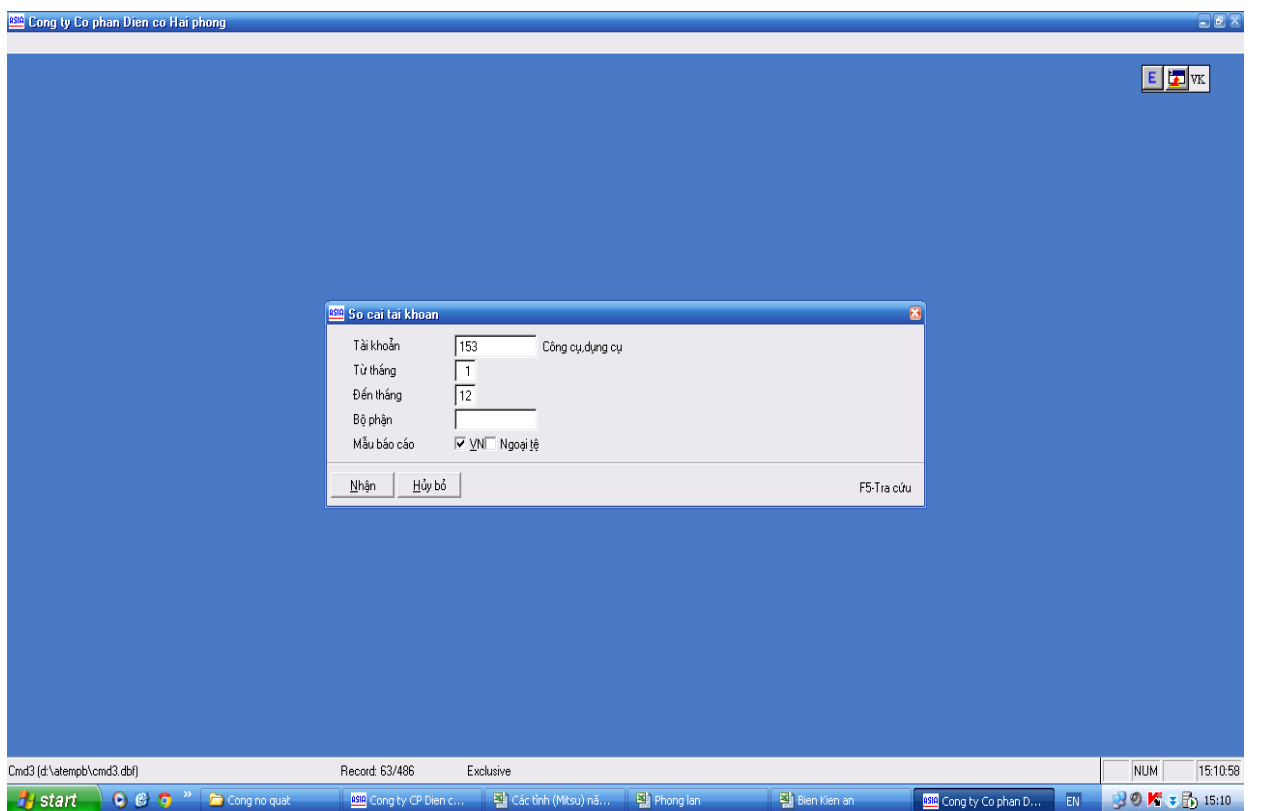 ASIA Cong ty Co phan Dien co Hai phong
E VK
ASIA So cai tai khoan
Tài khoản 153 Công cụ,dụng cụ
Từ tháng 1
Đến tháng 12
Bộ phận
Mẫu báo cáo VN Ngoại tệ
Nhận Hủy bỏ F5-Tra cứu
Cmd3 (d:\atempb\cmd3.dbf) Record: 63/486 Exclusive NUM 15:10:58
start » Cong no quat ASIA Cong ty CP Dien c... Các tỉnh (Mitsu) nă... Phong lan Bien Kien an ASIA Cong ty Co phan D... EN 15:10